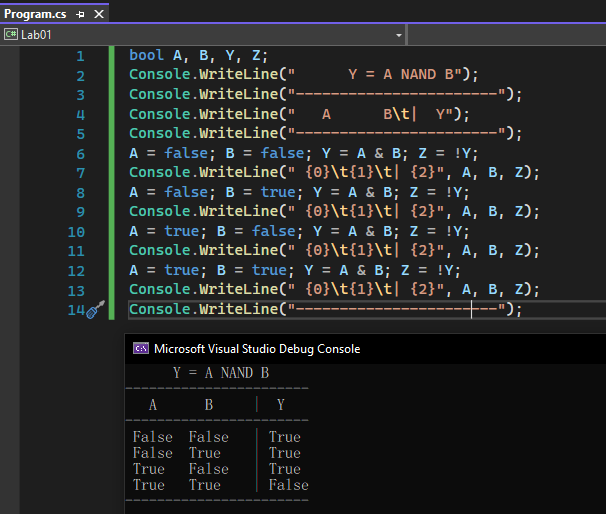 Program.cs
C# Lab01
1 bool A, B, Y, Z;
2 Console.WriteLine("      Y = A NAND B");
3 Console.WriteLine("-----------------------");
4 Console.WriteLine("   A      B\t|  Y");
5 Console.WriteLine("-----------------------");
6 A = false; B = false; Y = A & B; Z = !Y;
7 Console.WriteLine(" {0}\t{1}\t| {2}", A, B, Z);
8 A = false; B = true; Y = A & B; Z = !Y;
9 Console.WriteLine(" {0}\t{1}\t| {2}", A, B, Z);
10 A = true; B = false; Y = A & B; Z = !Y;
11 Console.WriteLine(" {0}\t{1}\t| {2}", A, B, Z);
12 A = true; B = true; Y = A & B; Z = !Y;
13 Console.WriteLine(" {0}\t{1}\t| {2}", A, B, Z);
14 Console.WriteLine("-----------------------");
C:\ Microsoft Visual Studio Debug Console
      Y = A NAND B
-----------------------
   A      B     |  Y
-----------------------
 False  False   | True
 False  True    | True
 True   False   | True
 True   True    | False
-----------------------